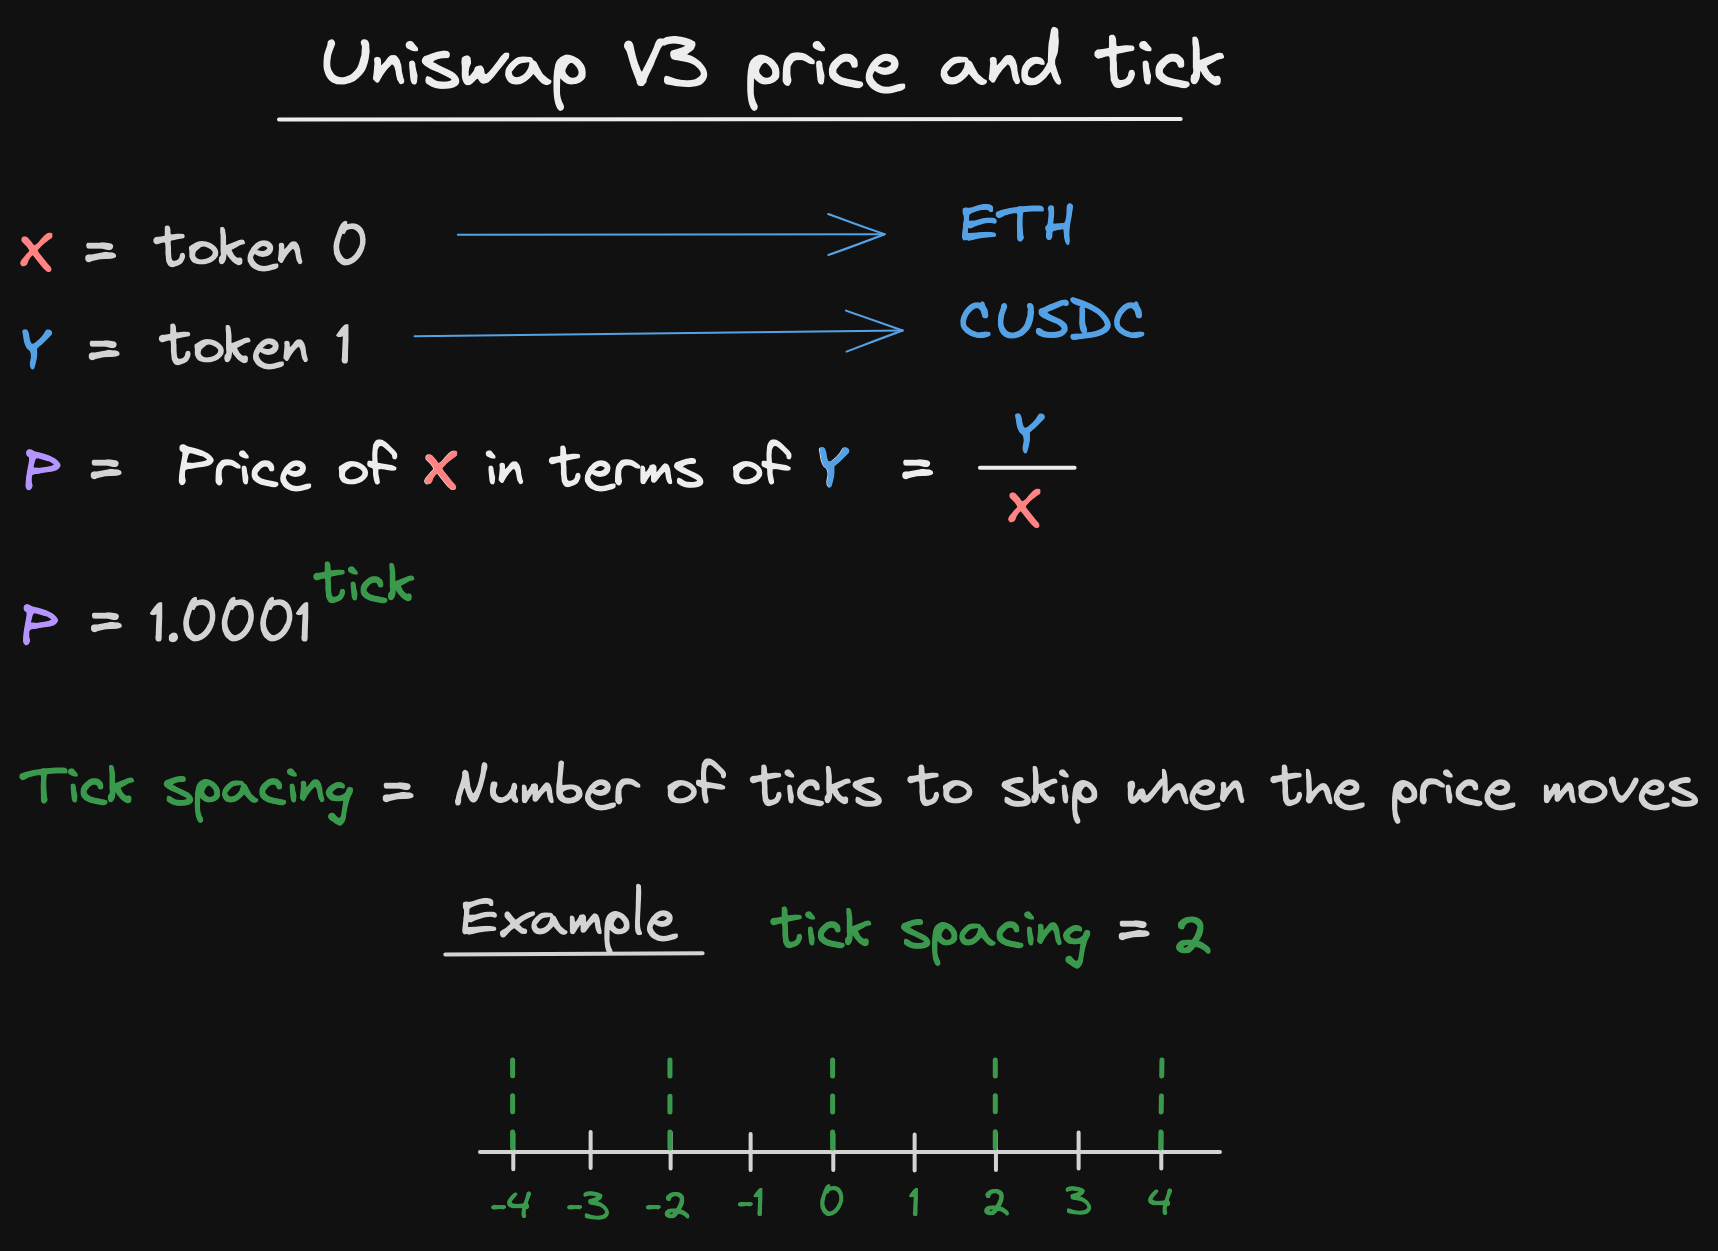 Uniswap V3 price and tick
X = token 0 ETH
Y = token 1 CUSDC
P = Price of X in terms of Y = Y / X
P = 1.0001^tick
Tick spacing = Number of ticks to skip when the price moves
Example tick spacing = 2
-4 -3 -2 -1 0 1 2 3 4